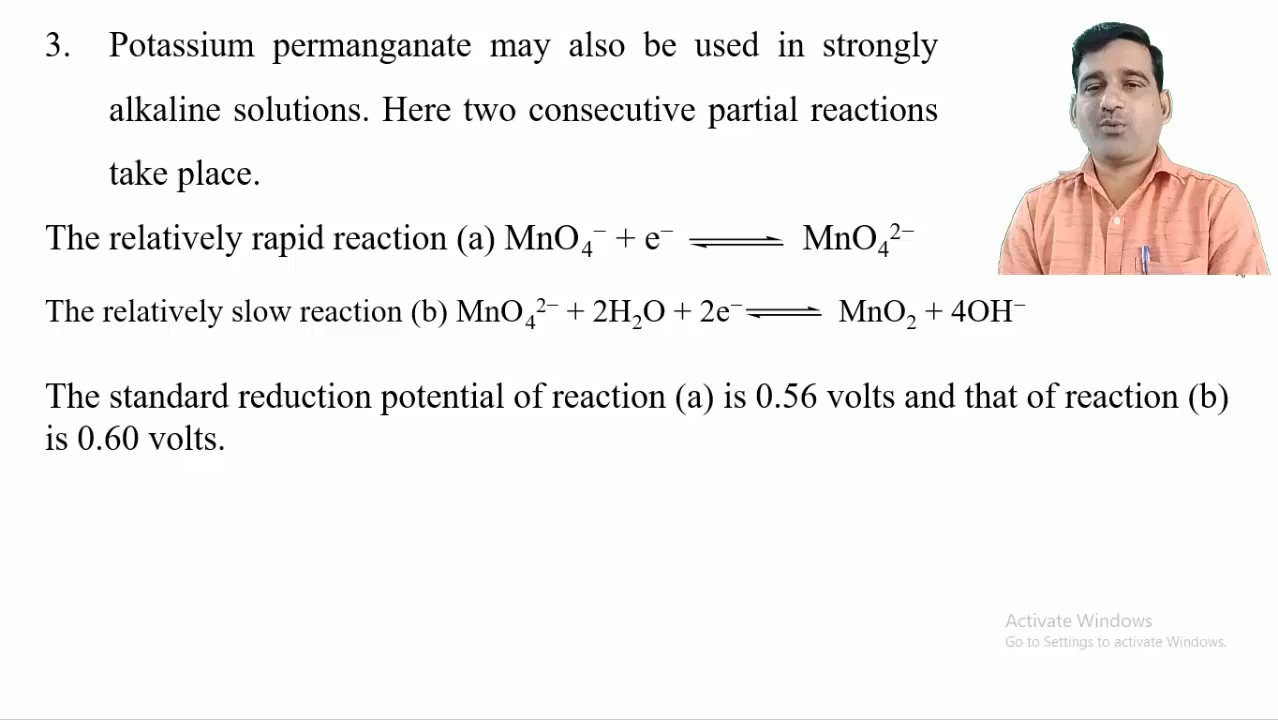 3. Potassium permanganate may also be used in strongly
alkaline solutions. Here two consecutive partial reactions
take place.
The relatively rapid reaction (a) MnO₄⁻ + e⁻ ⇌ MnO₄²⁻
The relatively slow reaction (b) MnO₄²⁻ + 2H₂O + 2e⁻ ⇌ MnO₂ + 4OH⁻
The standard reduction potential of reaction (a) is 0.56 volts and that of reaction (b)
is 0.60 volts.
Activate Windows
Go to Settings to activate Windows.